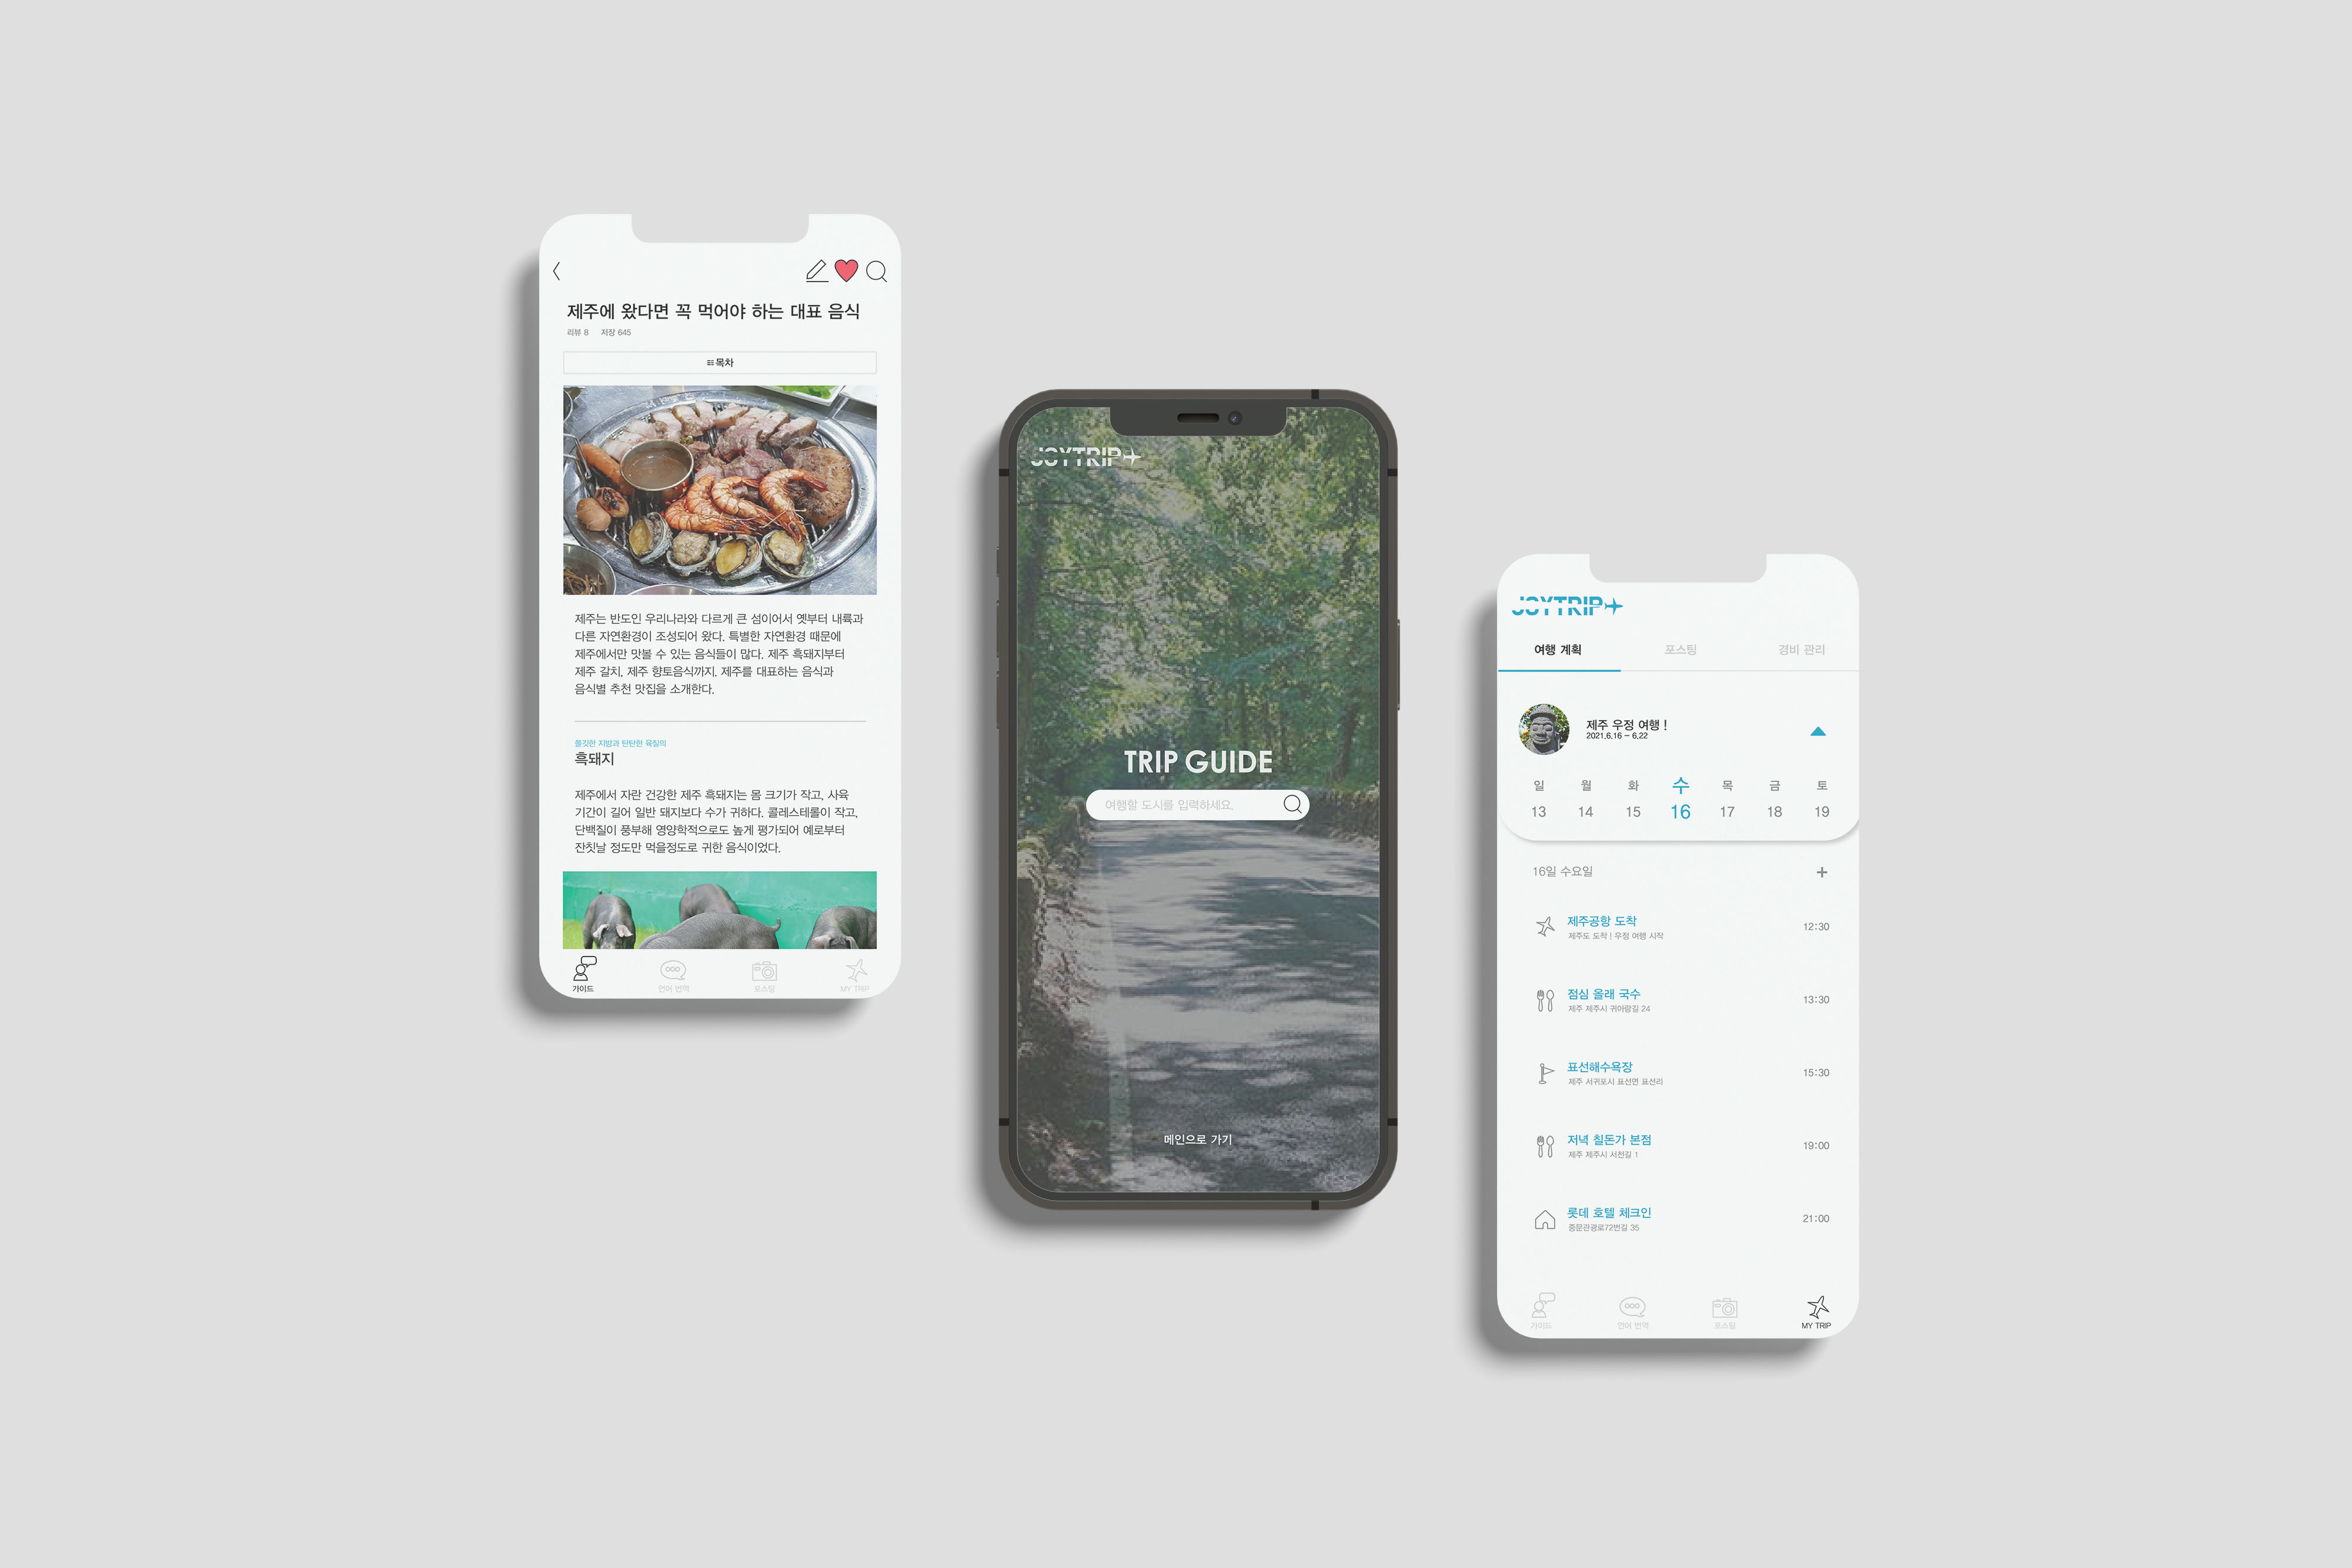 제주에 왔다면 꼭 먹어야 하는 대표 음식
리뷰 8 저장 645
목차
제주는 반도인 우리나라와 다르게 큰 섬이어서 옛부터 내륙과
다른 자연환경이 조성되어 왔다. 특별한 자연환경 때문에
제주에서만 맛볼 수 있는 음식들이 많다. 제주 흑돼지부터
제주 갈치, 제주 향토음식까지. 제주를 대표하는 음식과
음식별 추천 맛집을 소개한다.
쫄깃한 지방과 탄탄한 육질의
흑돼지
제주에서 자란 건강한 제주 흑돼지는 몸 크기가 작고, 사육
기간이 길어 일반 돼지보다 수가 귀하다. 콜레스테롤이 작고,
단백질이 풍부해 영양학적으로도 높게 평가되어 예로부터
잔칫날 정도만 먹을정도로 귀한 음식이었다.
가이드 언어 번역 포스팅 MY TRIP
JOYTRIP
TRIP GUIDE
여행할 도시를 입력하세요.
메인으로 가기
JOYTRIP
여행 계획 포스팅 경비 관리
제주 우정 여행 !
2021.6.16 – 6.22
일 월 화 수 목 금 토
13 14 15 16 17 18 19
16일 수요일 +
제주공항 도착 12:30
제주도 도착 ! 우정 여행 시작
점심 올래 국수 13:30
제주 제주시 귀아랑길 24
표선해수욕장 15:30
제주 서귀포시 표선면 표선리
저녁 칠돈가 본점 19:00
제주 제주시 서천길 1
롯데 호텔 체크인 21:00
중문관광로72번길 35
가이드 언어 번역 포스팅 MY TRIP